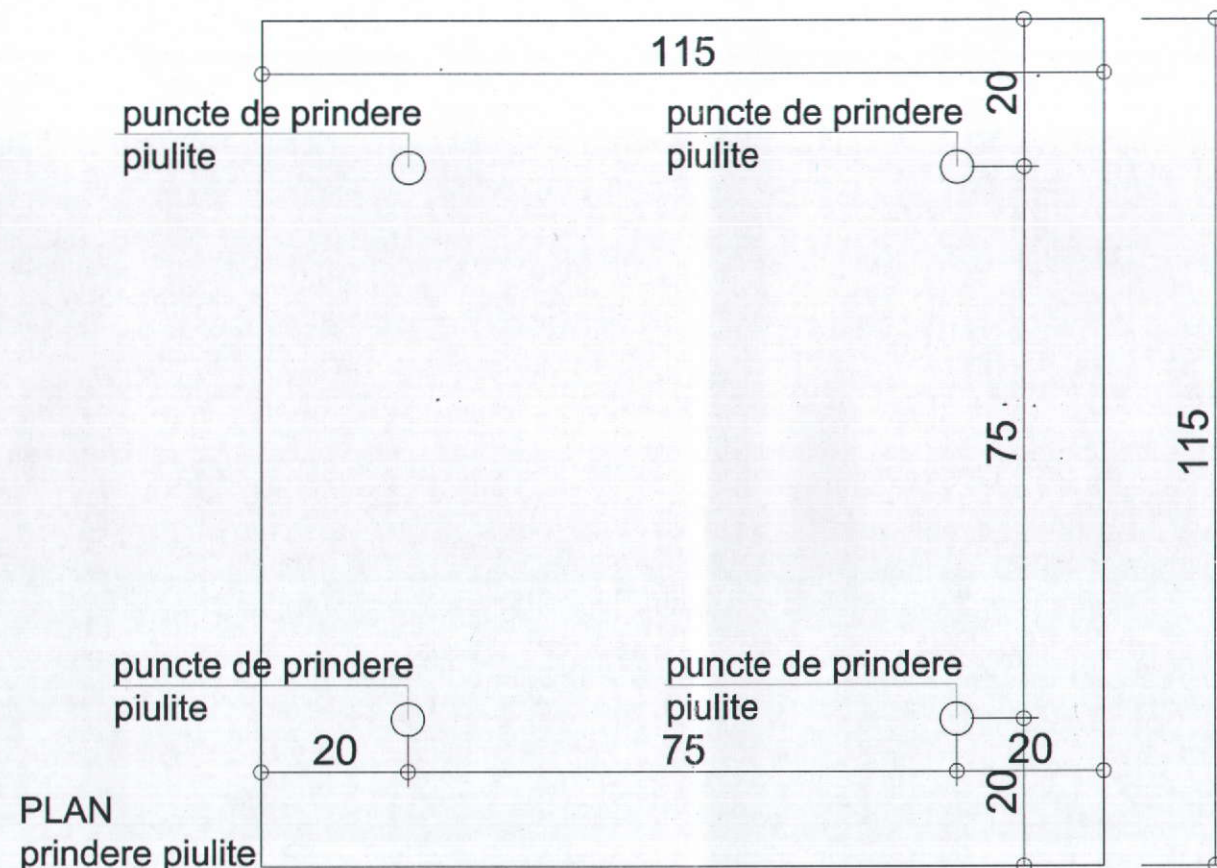 115
20
puncte de prindere
piulite
puncte de prindere
piulite
75
115
puncte de prindere
piulite
puncte de prindere
piulite
20
75
20
20
PLAN
prindere piulite